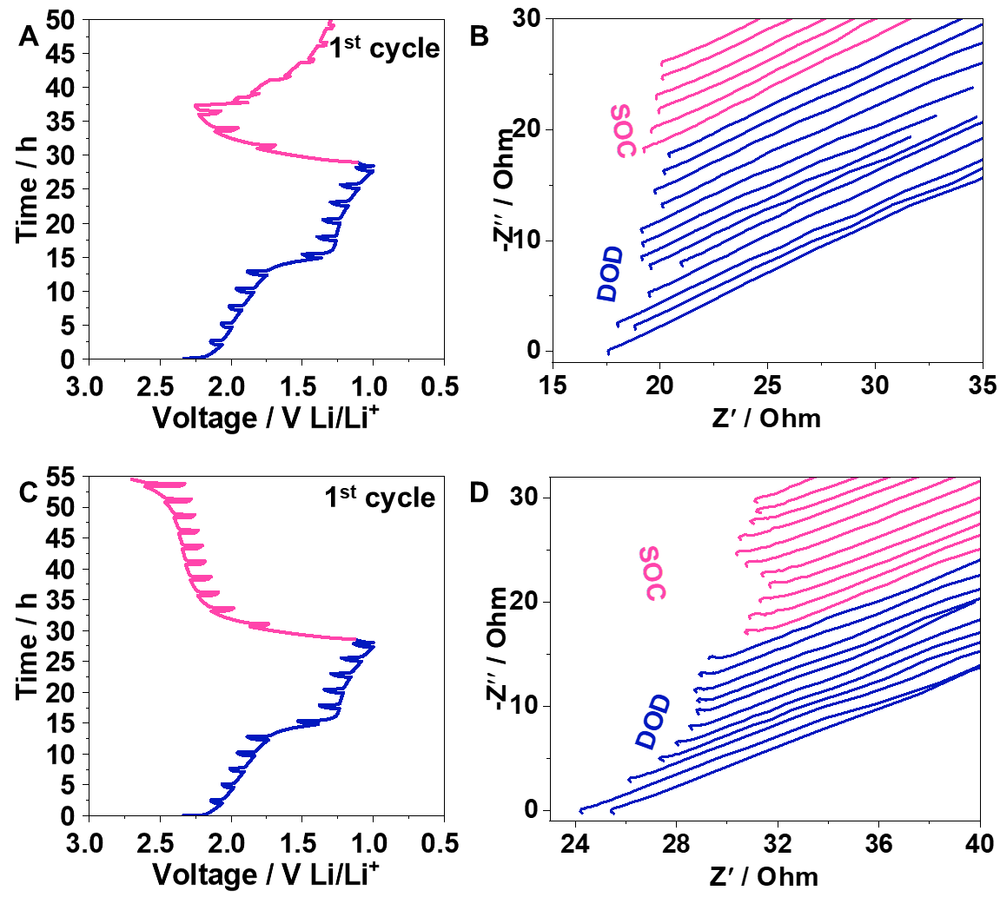 A
1st cycle
50
45
40
35
30
25
20
15
10
5
0
Time / h
3.0 2.5 2.0 1.5 1.0 0.5
Voltage / V Li/Li+
B
30
20
10
0
-Z′′ / Ohm
SOC
DOD
15 20 25 30 35
Z′ / Ohm
C
1st cycle
55
50
45
40
35
30
25
20
15
10
5
0
Time / h
3.0 2.5 2.0 1.5 1.0 0.5
Voltage / V Li/Li+
D
30
20
10
0
-Z′′ / Ohm
SOC
DOD
24 28 32 36 40
Z′ / Ohm